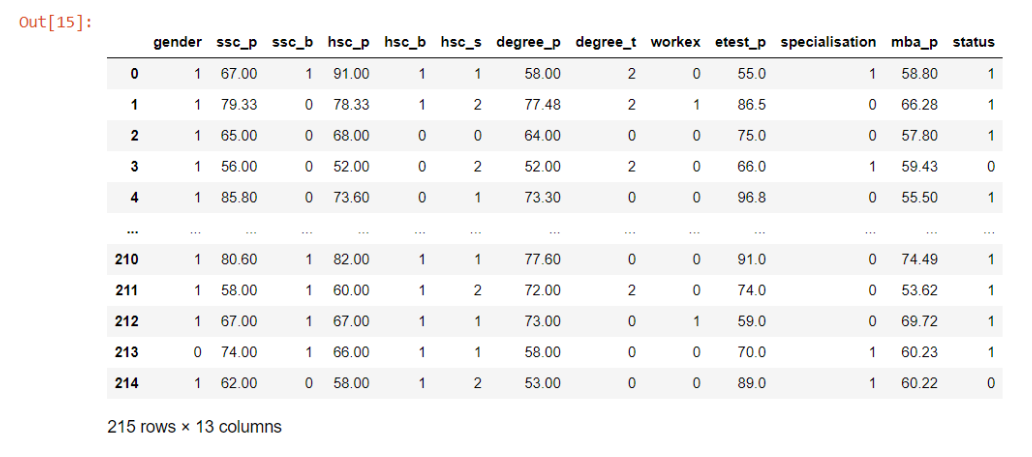 Out[15]:
gender ssc_p ssc_b hsc_p hsc_b hsc_s degree_p degree_t workex etest_p specialisation mba_p status
0 1 67.00 1 91.00 1 1 58.00 2 0 55.0 1 58.80 1
1 1 79.33 0 78.33 1 2 77.48 2 1 86.5 0 66.28 1
2 1 65.00 0 68.00 0 0 64.00 0 0 75.0 0 57.80 1
3 1 56.00 0 52.00 0 2 52.00 2 0 66.0 1 59.43 0
4 1 85.80 0 73.60 0 1 73.30 0 0 96.8 0 55.50 1
... ... ... ... ... ... ... ... ... ... ... ... ... ...
210 1 80.60 1 82.00 1 1 77.60 0 0 91.0 0 74.49 1
211 1 58.00 1 60.00 1 2 72.00 2 0 74.0 0 53.62 1
212 1 67.00 1 67.00 1 1 73.00 0 1 59.0 0 69.72 1
213 0 74.00 1 66.00 1 1 58.00 0 0 70.0 1 60.23 1
214 1 62.00 0 58.00 1 2 53.00 0 0 89.0 1 60.22 0
215 rows × 13 columns